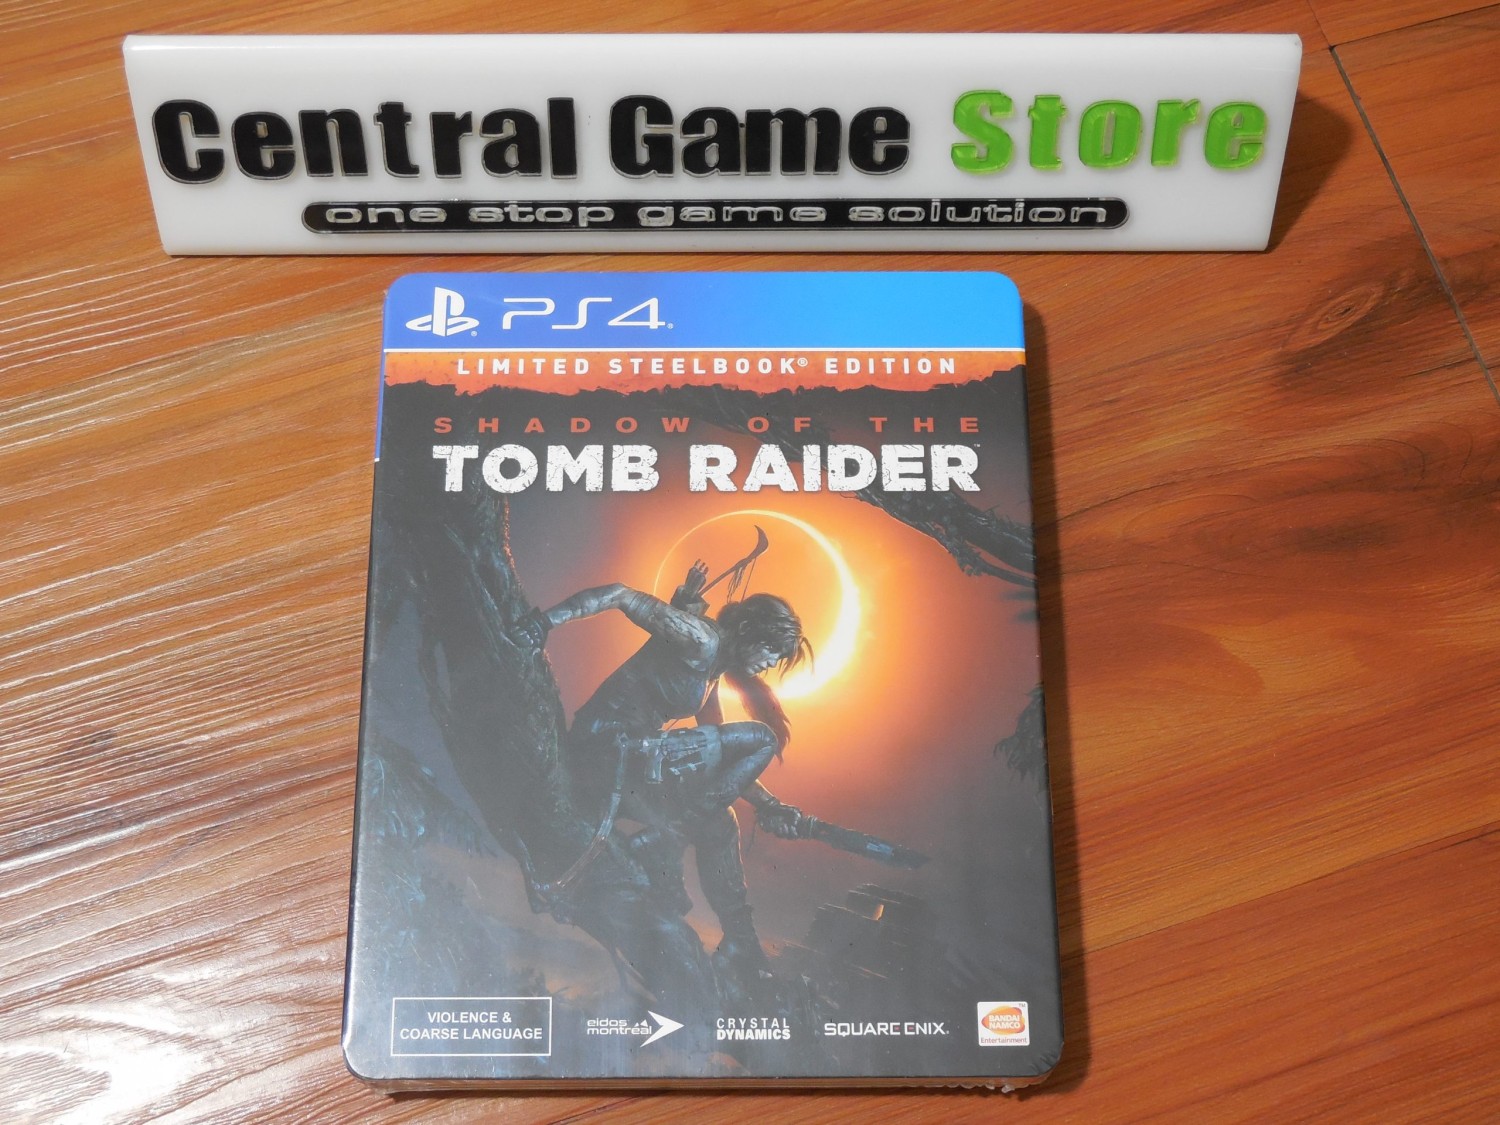 Central Game Store
one stop game solution
PS4
LIMITED STEELBOOK® EDITION
SHADOW OF THE
TOMB RAIDER™
VIOLENCE &
COARSE LANGUAGE
eidos
montréal
CRYSTAL
DYNAMICS
SQUARE ENIX.
BANDAI
NAMCO
Entertainment